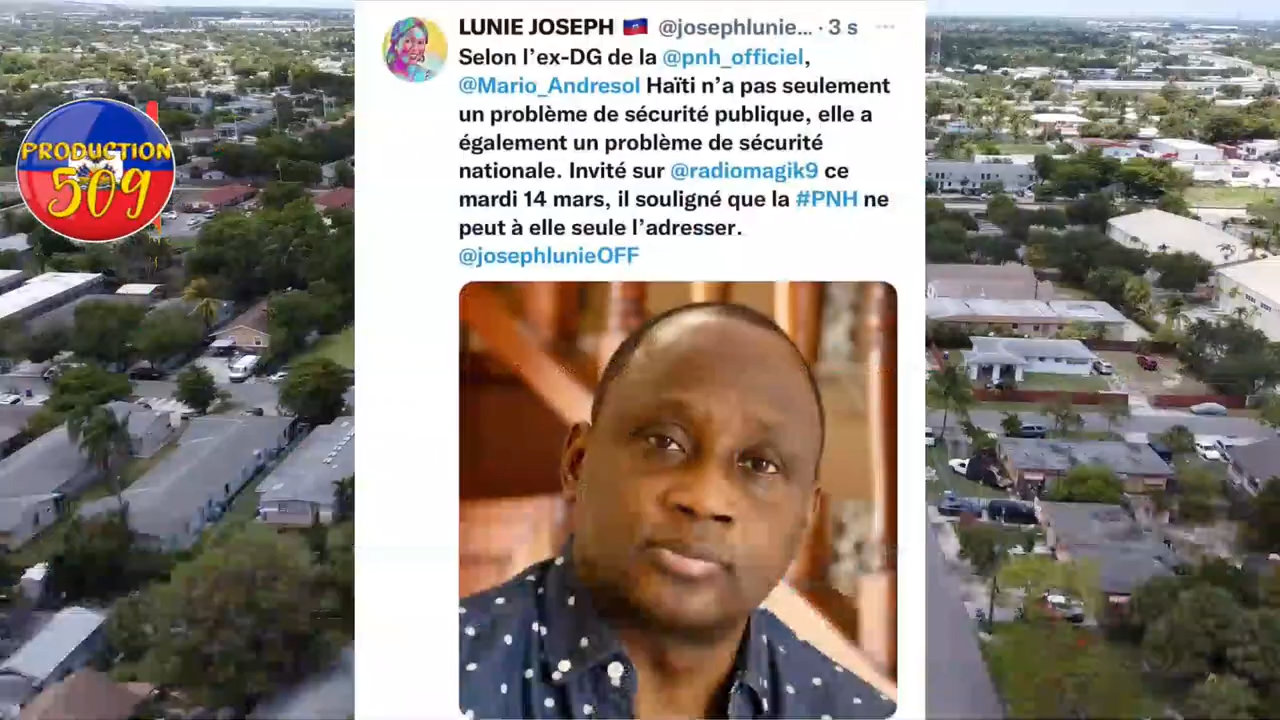 PRODUCTION
509
LUNIE JOSEPH 🇭🇹 @josephlunie... · 3 s
Selon l'ex-DG de la @pnh_officiel,
@Mario_Andresol Haïti n'a pas seulement
un problème de sécurité publique, elle a
également un problème de sécurité
nationale. Invité sur @radiomagik9 ce
mardi 14 mars, il souligné que la #PNH ne
peut à elle seule l'adresser.
@josephlunieOFF